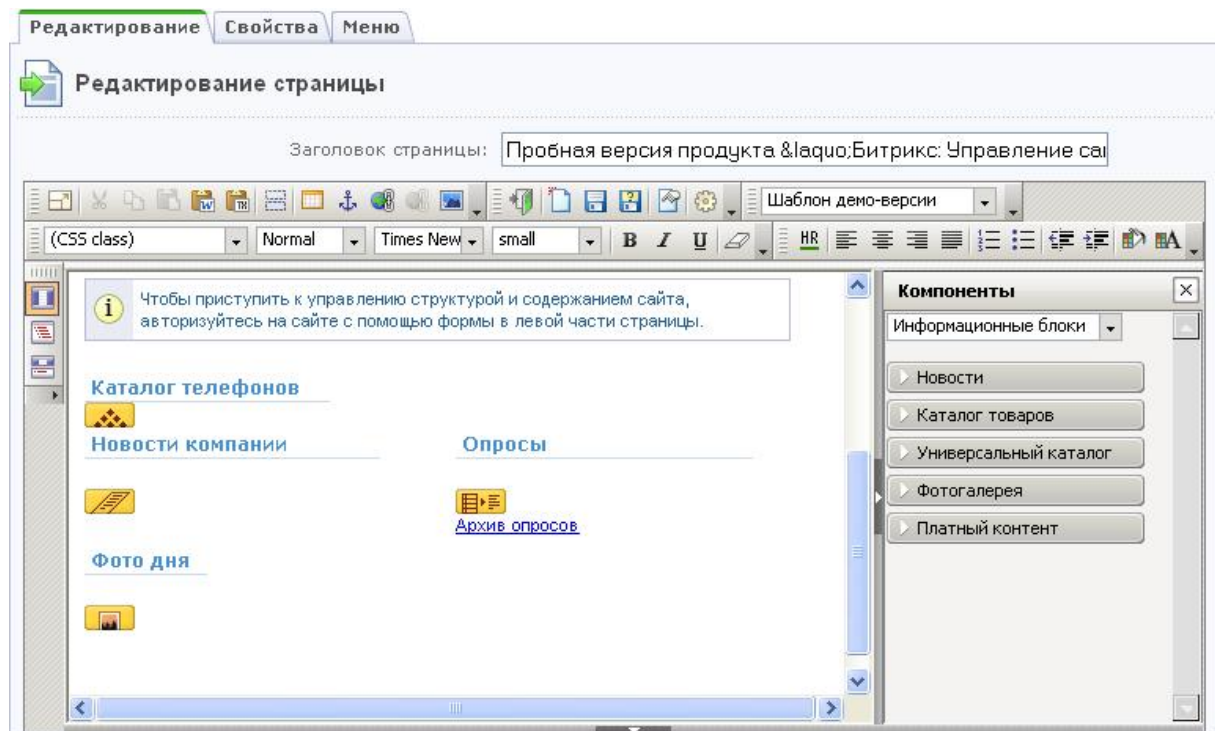 Редактирование Свойства Меню
Редактирование страницы
Заголовок страницы: Пробная версия продукта &laquo;Битрикс: Управление саı
Шаблон демо-версии
(CSS class) Normal Times New small B I U HR
Чтобы приступить к управлению структурой и содержанием сайта,
авторизуйтесь на сайте с помощью формы в левой части страницы.
Каталог телефонов
Новости компании Опросы
Архив опросов
Фото дня
Компоненты
Информационные блоки
Новости
Каталог товаров
Универсальный каталог
Фотогалерея
Платный контент